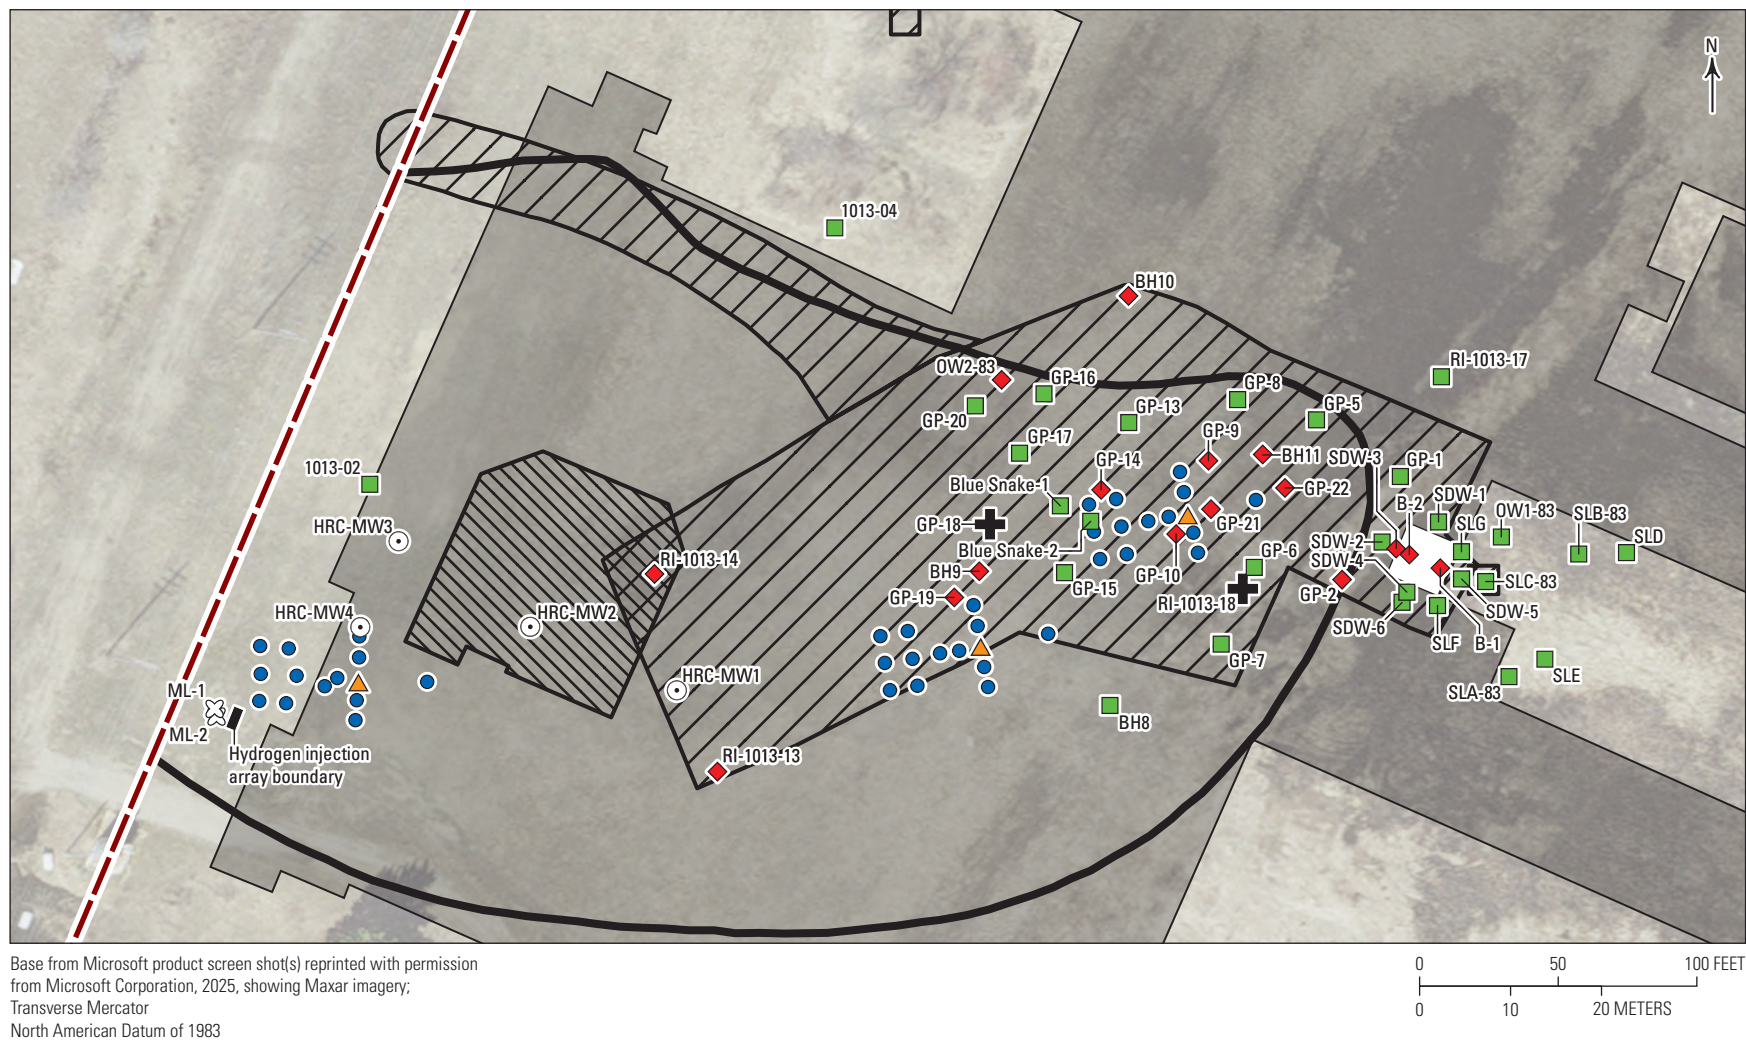 N
1013-04
BH10
RI-1013-17
OW2-83
GP-16
GP-8
GP-20
GP-13
GP-5
GP-17
GP-9
1013-02
GP-14
BH11
SDW-3
GP-1
Blue Snake-1
GP-22
B-2
SDW-1
HRC-MW3
GP-18
GP-21
SLG
OW1-83
SLB-83
SLD
Blue Snake-2
SDW-2
RI-1013-14
BH9
GP-15
GP-10
GP-6
SDW-4
GP-19
RI-1013-18
GP-2
SLC-83
HRC-MW4
HRC-MW2
SDW-6
SDW-5
SLF
B-1
GP-7
HRC-MW1
SLE
ML-1
SLA-83
ML-2
BH8
Hydrogen injection
array boundary
RI-1013-13
Base from Microsoft product screen shot(s) reprinted with permission
from Microsoft Corporation, 2025, showing Maxar imagery;
Transverse Mercator
North American Datum of 1983
0 50 100 FEET
0 10 20 METERS